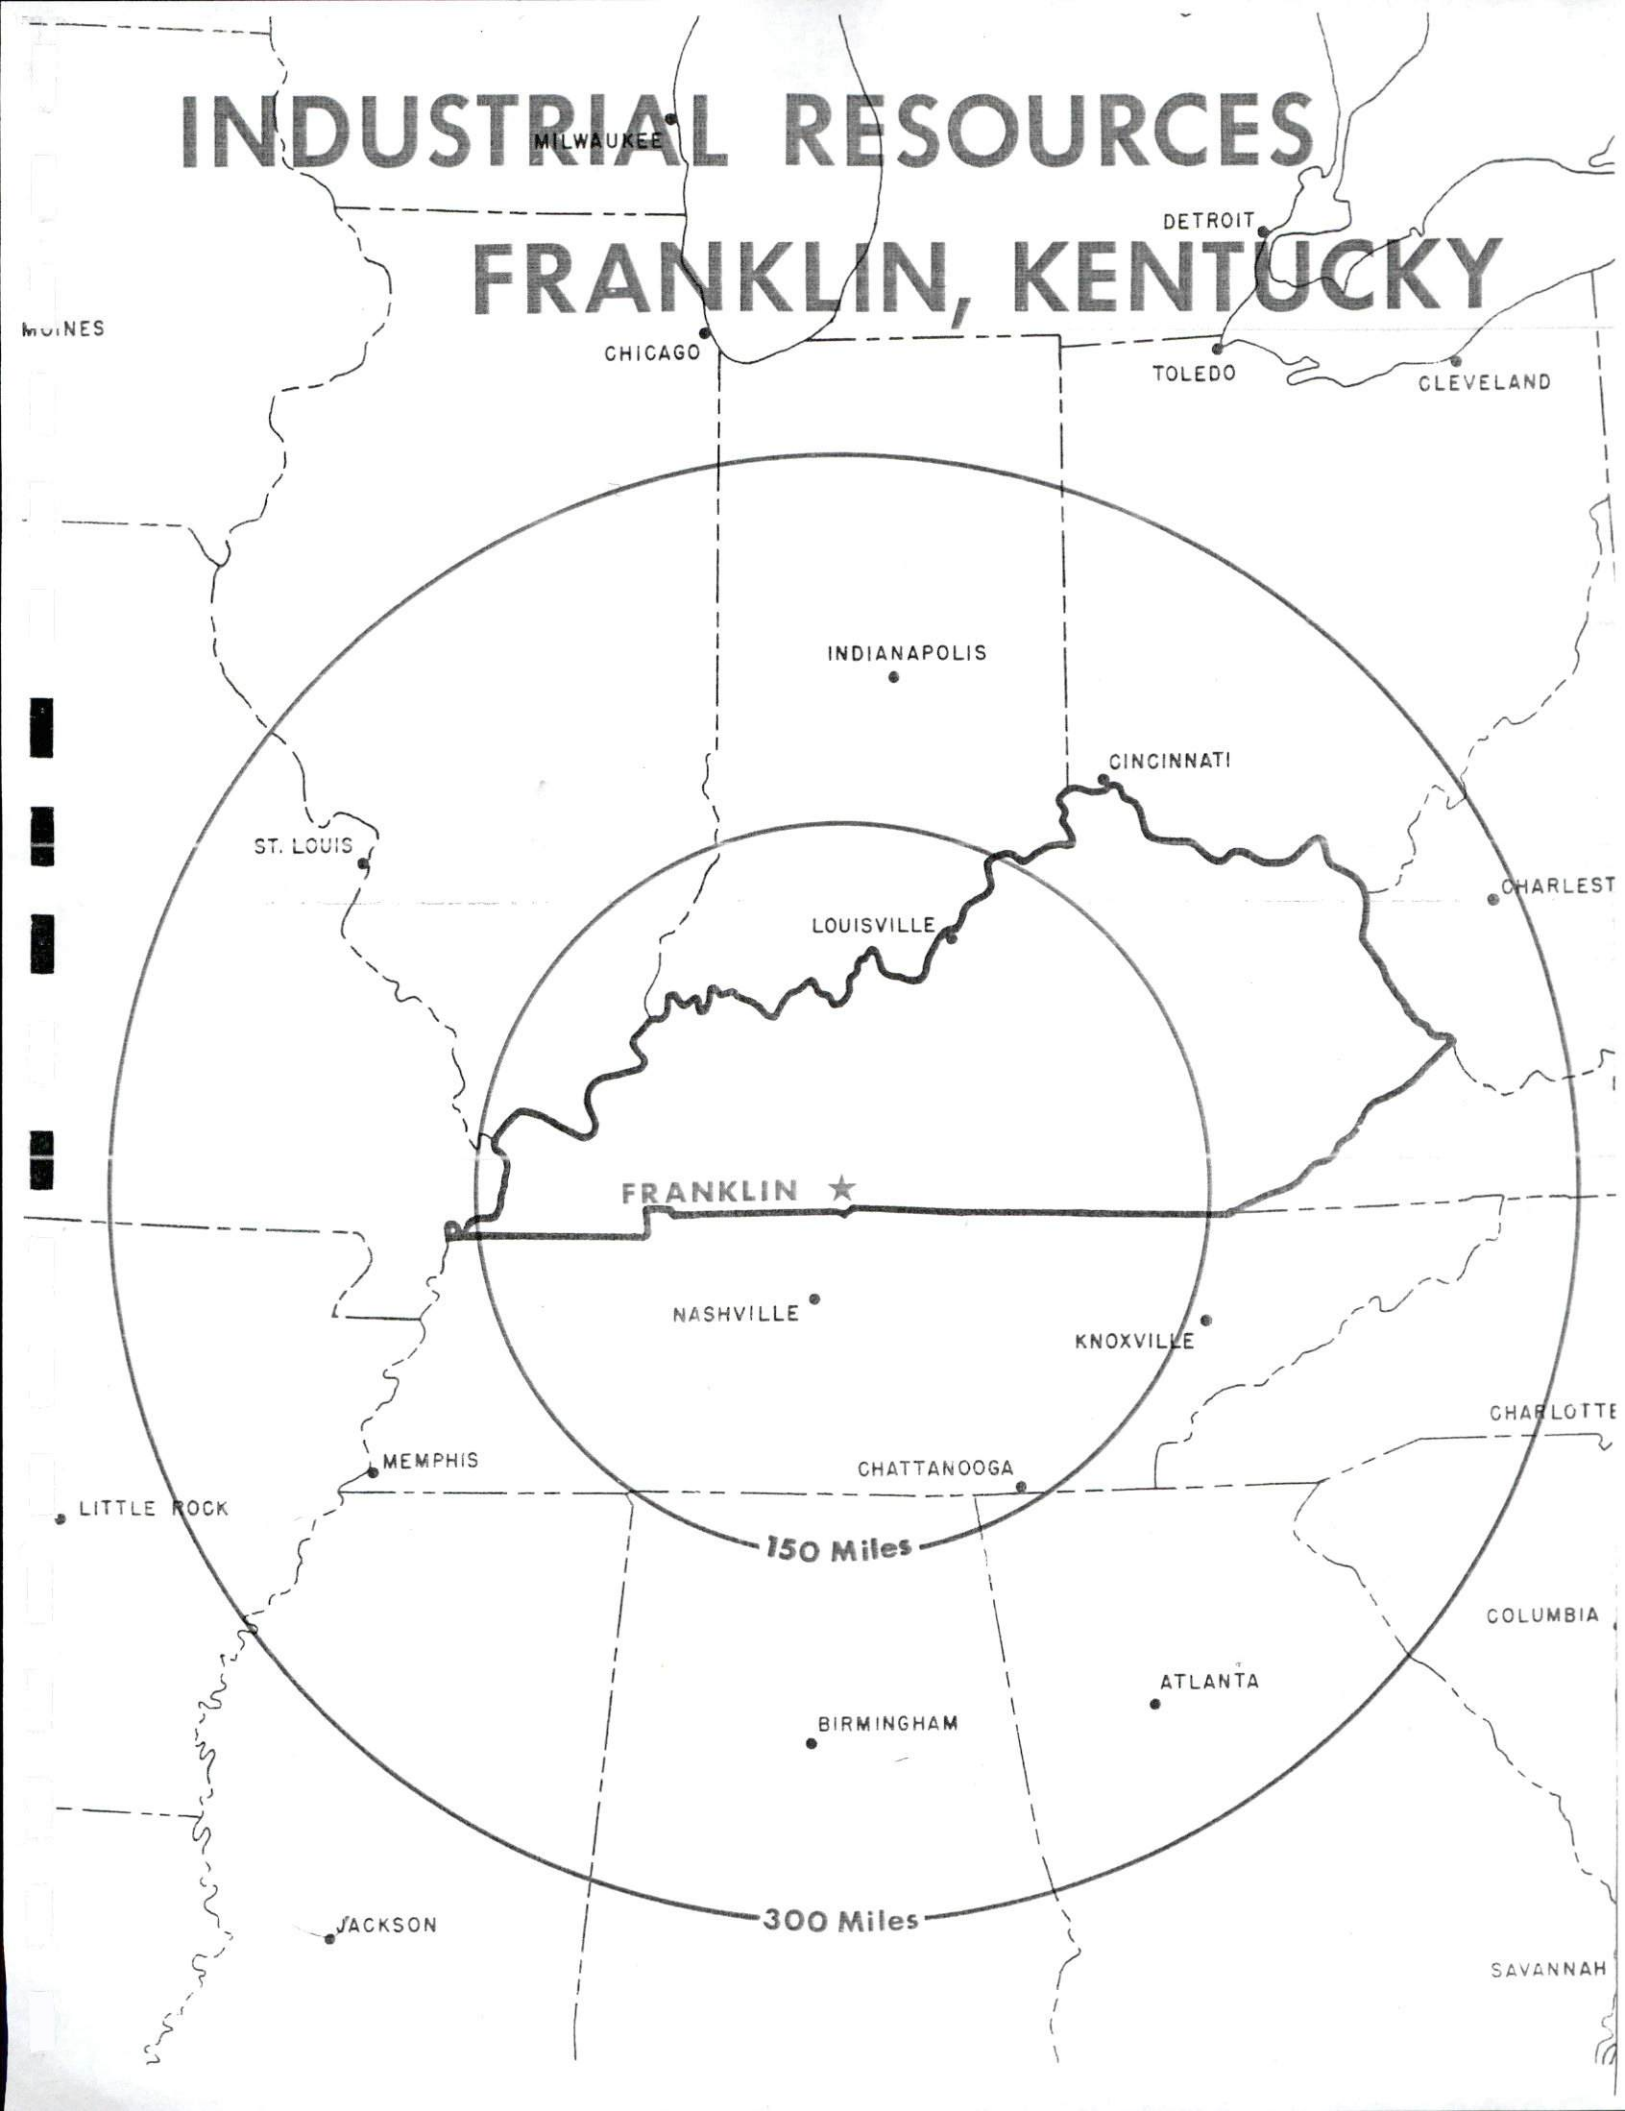 INDUSTRIAL RESOURCES
MILWAUKEE
DETROIT
FRANKLIN, KENTUCKY
MOINES
CHICAGO
TOLEDO
CLEVELAND
INDIANAPOLIS
CINCINNATI
ST. LOUIS
CHARLEST
LOUISVILLE
FRANKLIN
NASHVILLE
KNOXVILLE
CHARLOTTE
MEMPHIS
CHATTANOOGA
LITTLE ROCK
150 Miles
COLUMBIA
ATLANTA
BIRMINGHAM
300 Miles
JACKSON
SAVANNAH